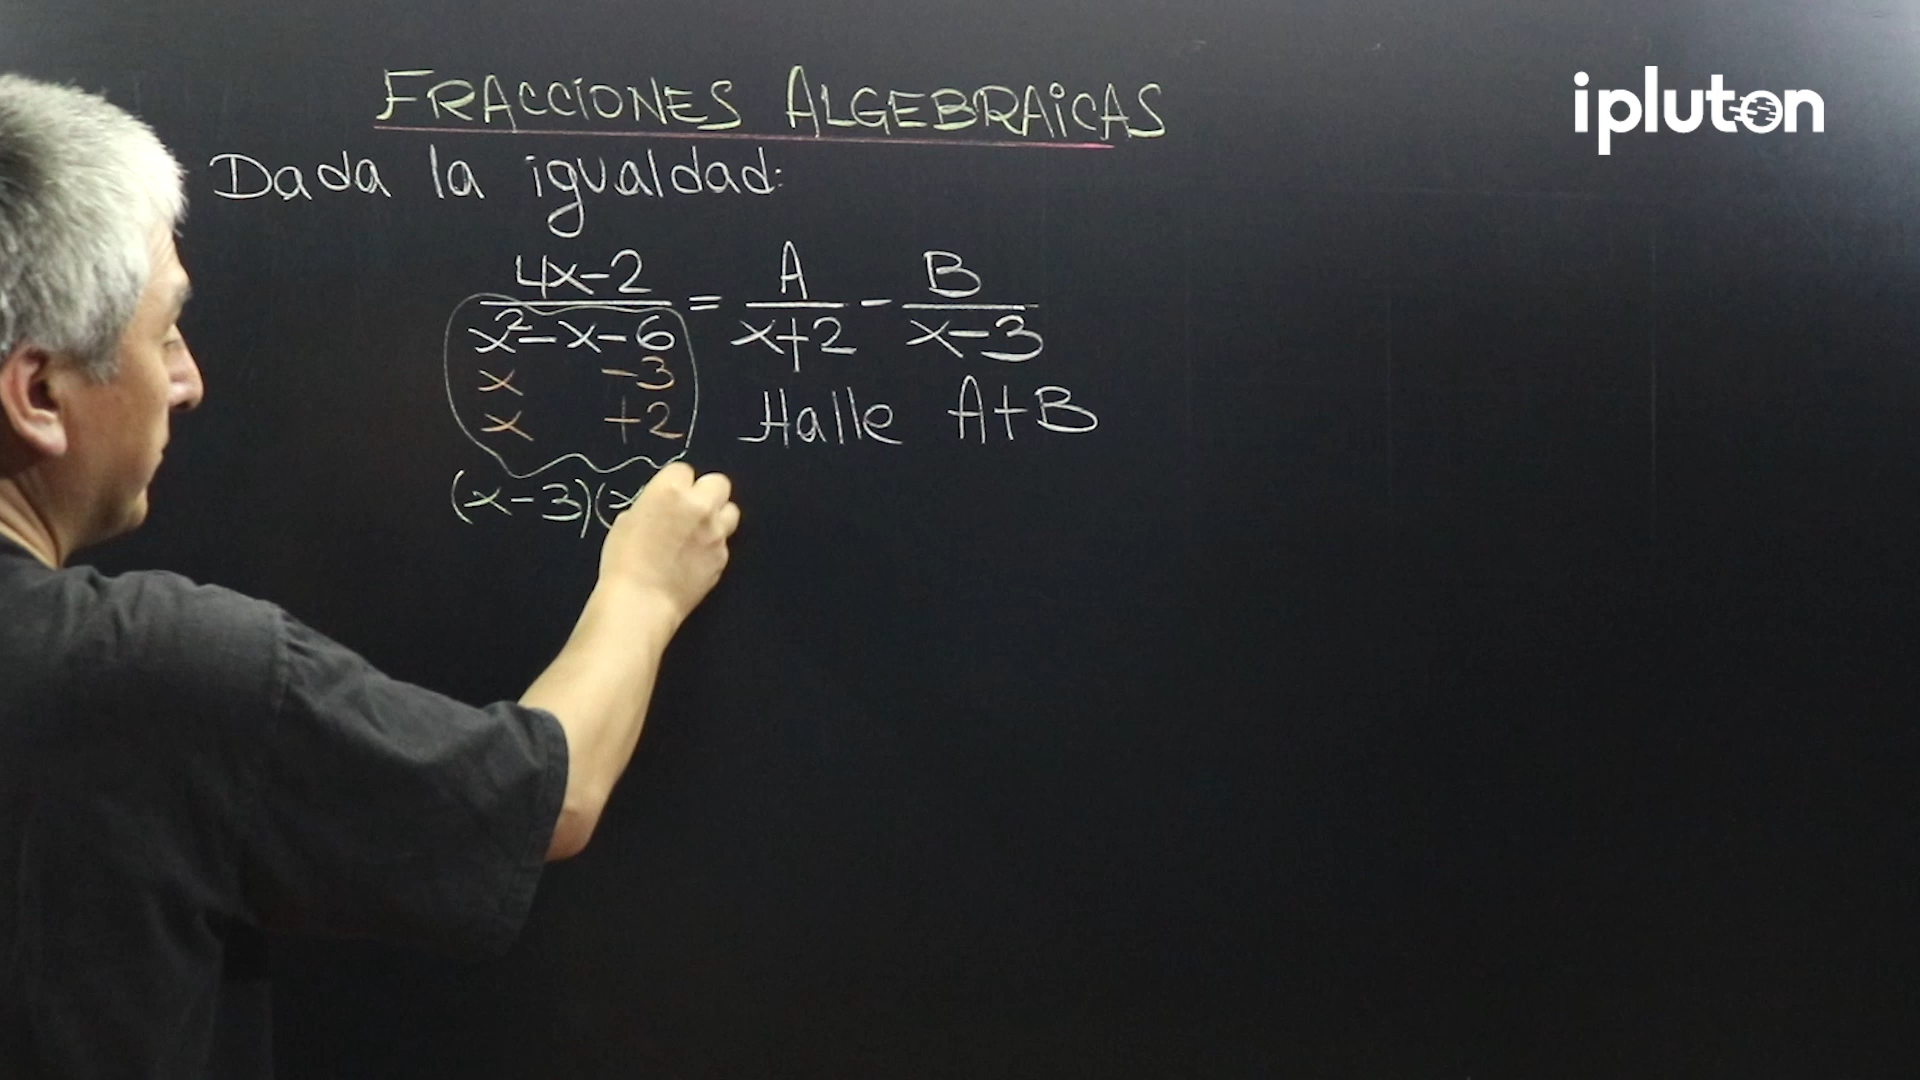 FRACCIONES ALGEBRAICAS
ipluton
Dada la igualdad:
4x-2 / x²-x-6 = A / x+2 - B / x-3
x -3
x +2
Halle A+B
(x-3)(x